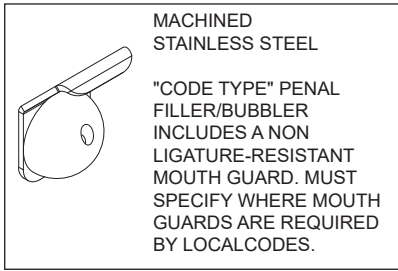 MACHINED
STAINLESS STEEL
"CODE TYPE" PENAL
FILLER/BUBBLER
INCLUDES A NON
LIGATURE-RESISTANT
MOUTH GUARD. MUST
SPECIFY WHERE MOUTH
GUARDS ARE REQUIRED
BY LOCALCODES.